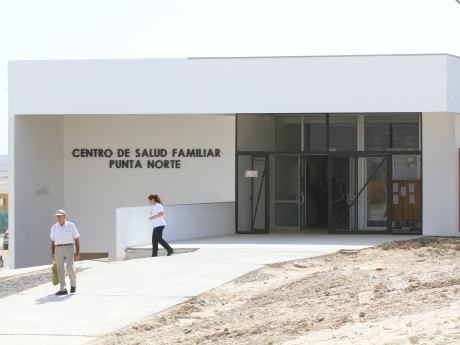 CENTRO DE SALUD FAMILIAR
PUNTA NORTE